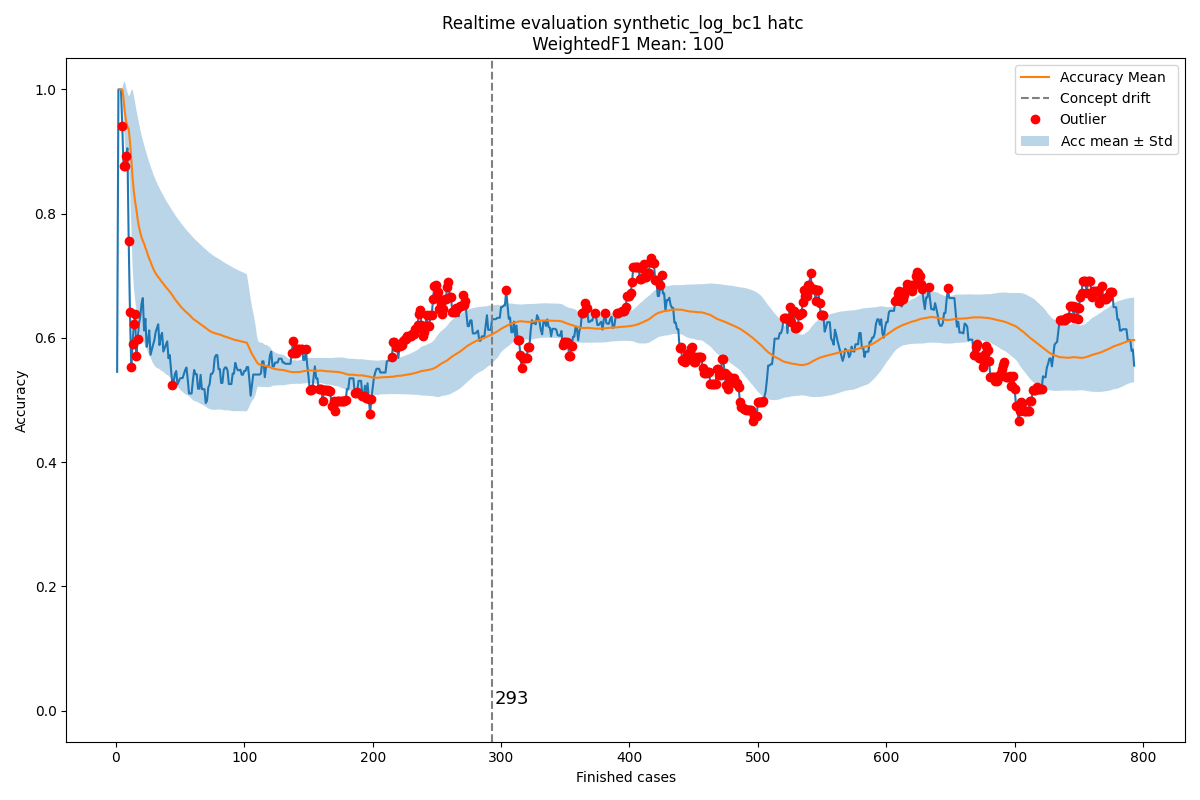 Realtime evaluation synthetic_log_bc1 hatc
WeightedF1 Mean: 100
Accuracy Mean
Concept drift
Outlier
Acc mean ± Std
1.0
0.8
0.6
0.4
0.2
0.0
Accuracy
293
0 100 200 300 400 500 600 700 800
Finished cases